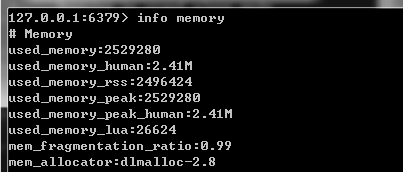 127.0.0.1:6379> info memory
# Memory
used_memory:2529280
used_memory_human:2.41M
used_memory_rss:2496424
used_memory_peak:2529280
used_memory_peak_human:2.41M
used_memory_lua:26624
mem_fragmentation_ratio:0.99
mem_allocator:dlmalloc-2.8